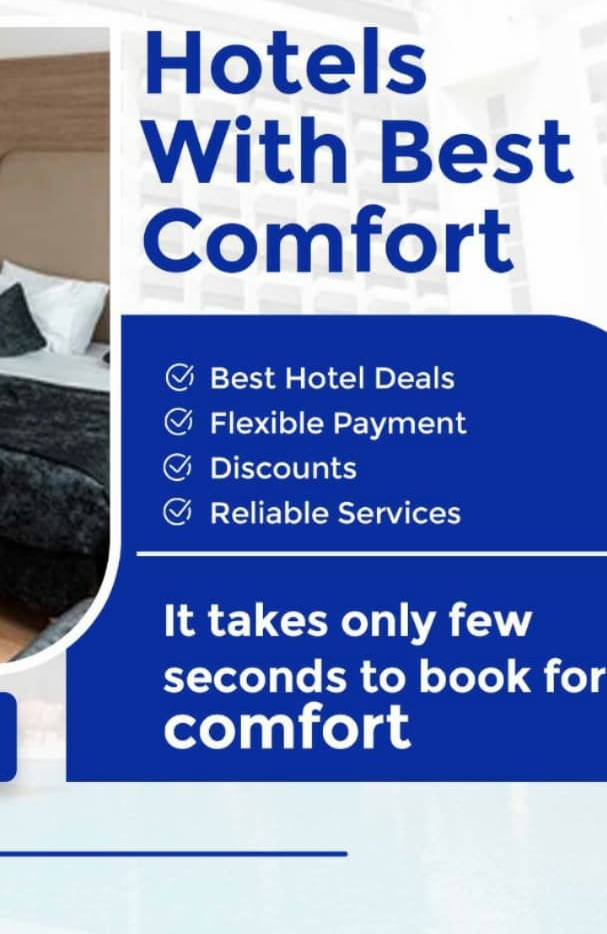 Hotels
With Best
Comfort
Best Hotel Deals
Flexible Payment
Discounts
Reliable Services
It takes only few
seconds to book for
comfort